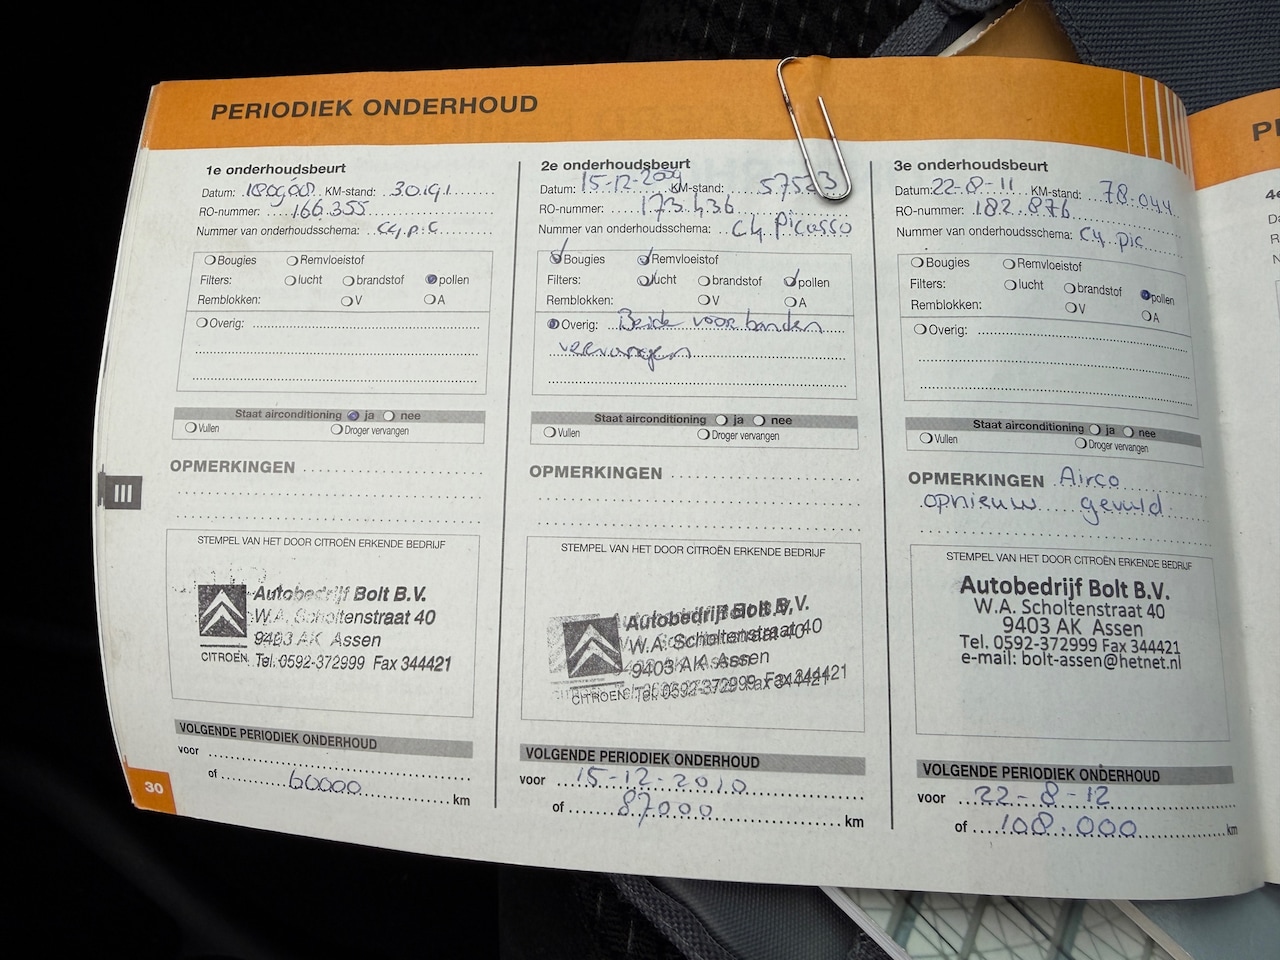 PERIODIEK ONDERHOUD
1e onderhoudsbeurt
Datum: 180908 KM-stand: 30191
RO-nummer: 166.355
Nummer van onderhoudsschema: C4 pic
Bougies Remvloeistof
Filters: lucht brandstof pollen
Remblokken: V A
Overig:
Staat airconditioning ja nee
Vullen Droger vervangen
OPMERKINGEN
STEMPEL VAN HET DOOR CITROËN ERKENDE BEDRIJF
Autobedrijf Bolt B.V.
W.A. Scholtenstraat 40
9403 AK Assen
CITROËN Tel. 0592-372999 Fax 344421
VOLGENDE PERIODIEK ONDERHOUD
voor
of 60000 km
30
III
2e onderhoudsbeurt
Datum: 15-12-2009 KM-stand: 57523
RO-nummer: 173.436
Nummer van onderhoudsschema: C4 Picasso
Bougies Remvloeistof
Filters: lucht brandstof pollen
Remblokken: V A
Overig: Beide voorbanden
vervangen
Staat airconditioning ja nee
Vullen Droger vervangen
OPMERKINGEN
STEMPEL VAN HET DOOR CITROËN ERKENDE BEDRIJF
Autobedrijf Bolt B.V.
W.A. Scholtenstraat 40
9403 AK Assen
CITROËN Tel. 0592-372999 Fax 344421
VOLGENDE PERIODIEK ONDERHOUD
voor 15-12-2010
of 87000 km
3e onderhoudsbeurt
Datum: 22-8-11 KM-stand: 78.044
RO-nummer: 182.876
Nummer van onderhoudsschema: C4 pic
Bougies Remvloeistof
Filters: lucht brandstof pollen
Remblokken: V A
Overig:
Staat airconditioning ja nee
Vullen Droger vervangen
OPMERKINGEN Airco
opnieuw gevuld
STEMPEL VAN HET DOOR CITROËN ERKENDE BEDRIJF
Autobedrijf Bolt B.V.
W.A. Scholtenstraat 40
9403 AK Assen
Tel. 0592-372999 Fax 344421
e-mail: bolt-assen@hetnet.nl
VOLGENDE PERIODIEK ONDERHOUD
voor 22-8-12
of 108.000 km